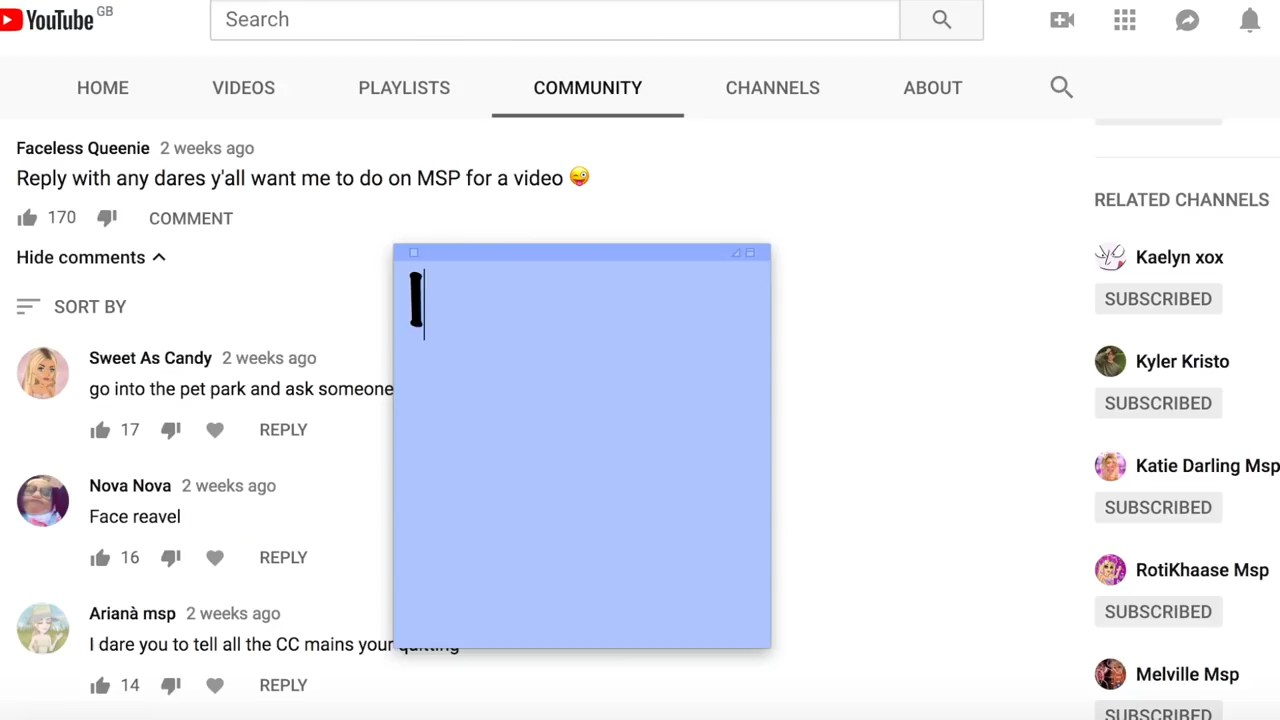 YouTube GB
Search
HOME VIDEOS PLAYLISTS COMMUNITY CHANNELS ABOUT
Faceless Queenie 2 weeks ago
Reply with any dares y'all want me to do on MSP for a video 😜
170 COMMENT
Hide comments
SORT BY
Sweet As Candy 2 weeks ago
go into the pet park and ask someone
17 REPLY
Nova Nova 2 weeks ago
Face reavel
16 REPLY
Arianà msp 2 weeks ago
I dare you to tell all the CC mains your quitting
14 REPLY
I
RELATED CHANNELS
Kaelyn xox
SUBSCRIBED
Kyler Kristo
SUBSCRIBED
Katie Darling Msp
SUBSCRIBED
RotiKhaase Msp
SUBSCRIBED
Melville Msp
SUBSCRIBED